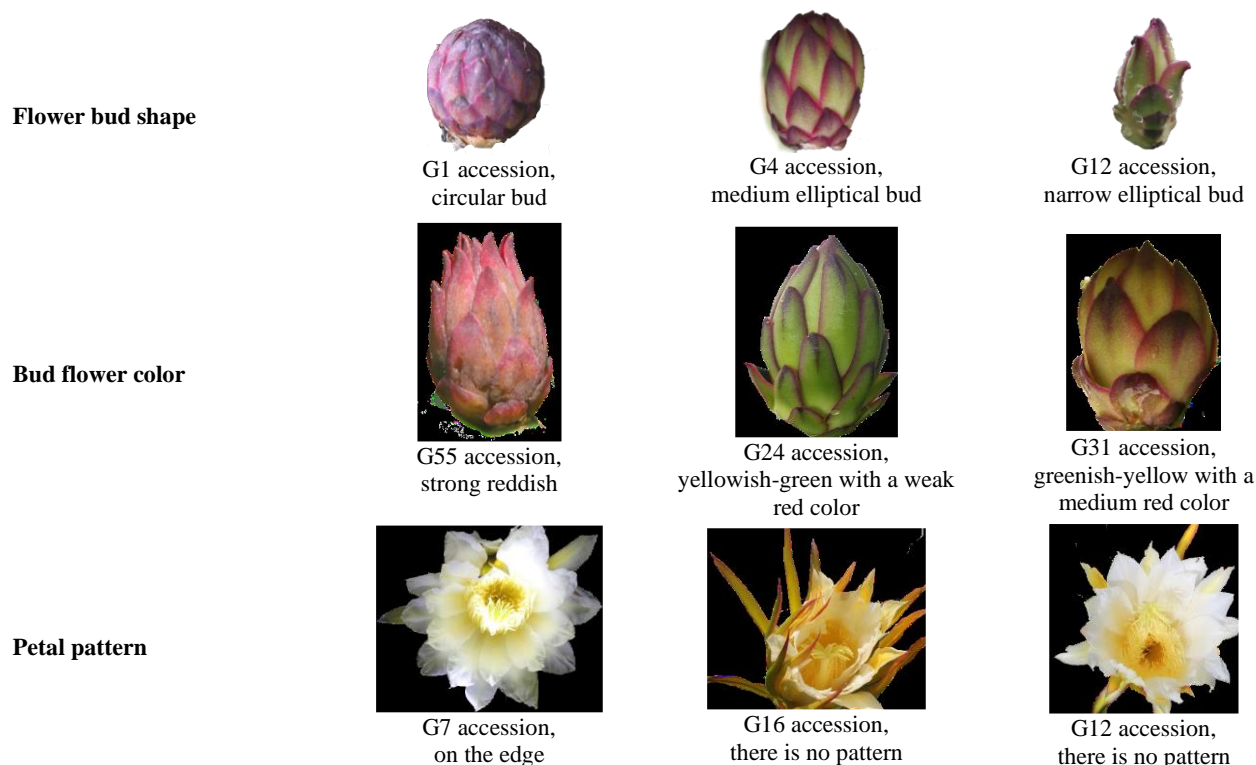 Flower bud shape
G1 accession,
circular bud
G4 accession,
medium elliptical bud
G12 accession,
narrow elliptical bud
Bud flower color
G55 accession,
strong reddish
G24 accession,
yellowish-green with a weak
red color
G31 accession,
greenish-yellow with a
medium red color
Petal pattern
G7 accession,
on the edge
G16 accession,
there is no pattern
G12 accession,
there is no pattern